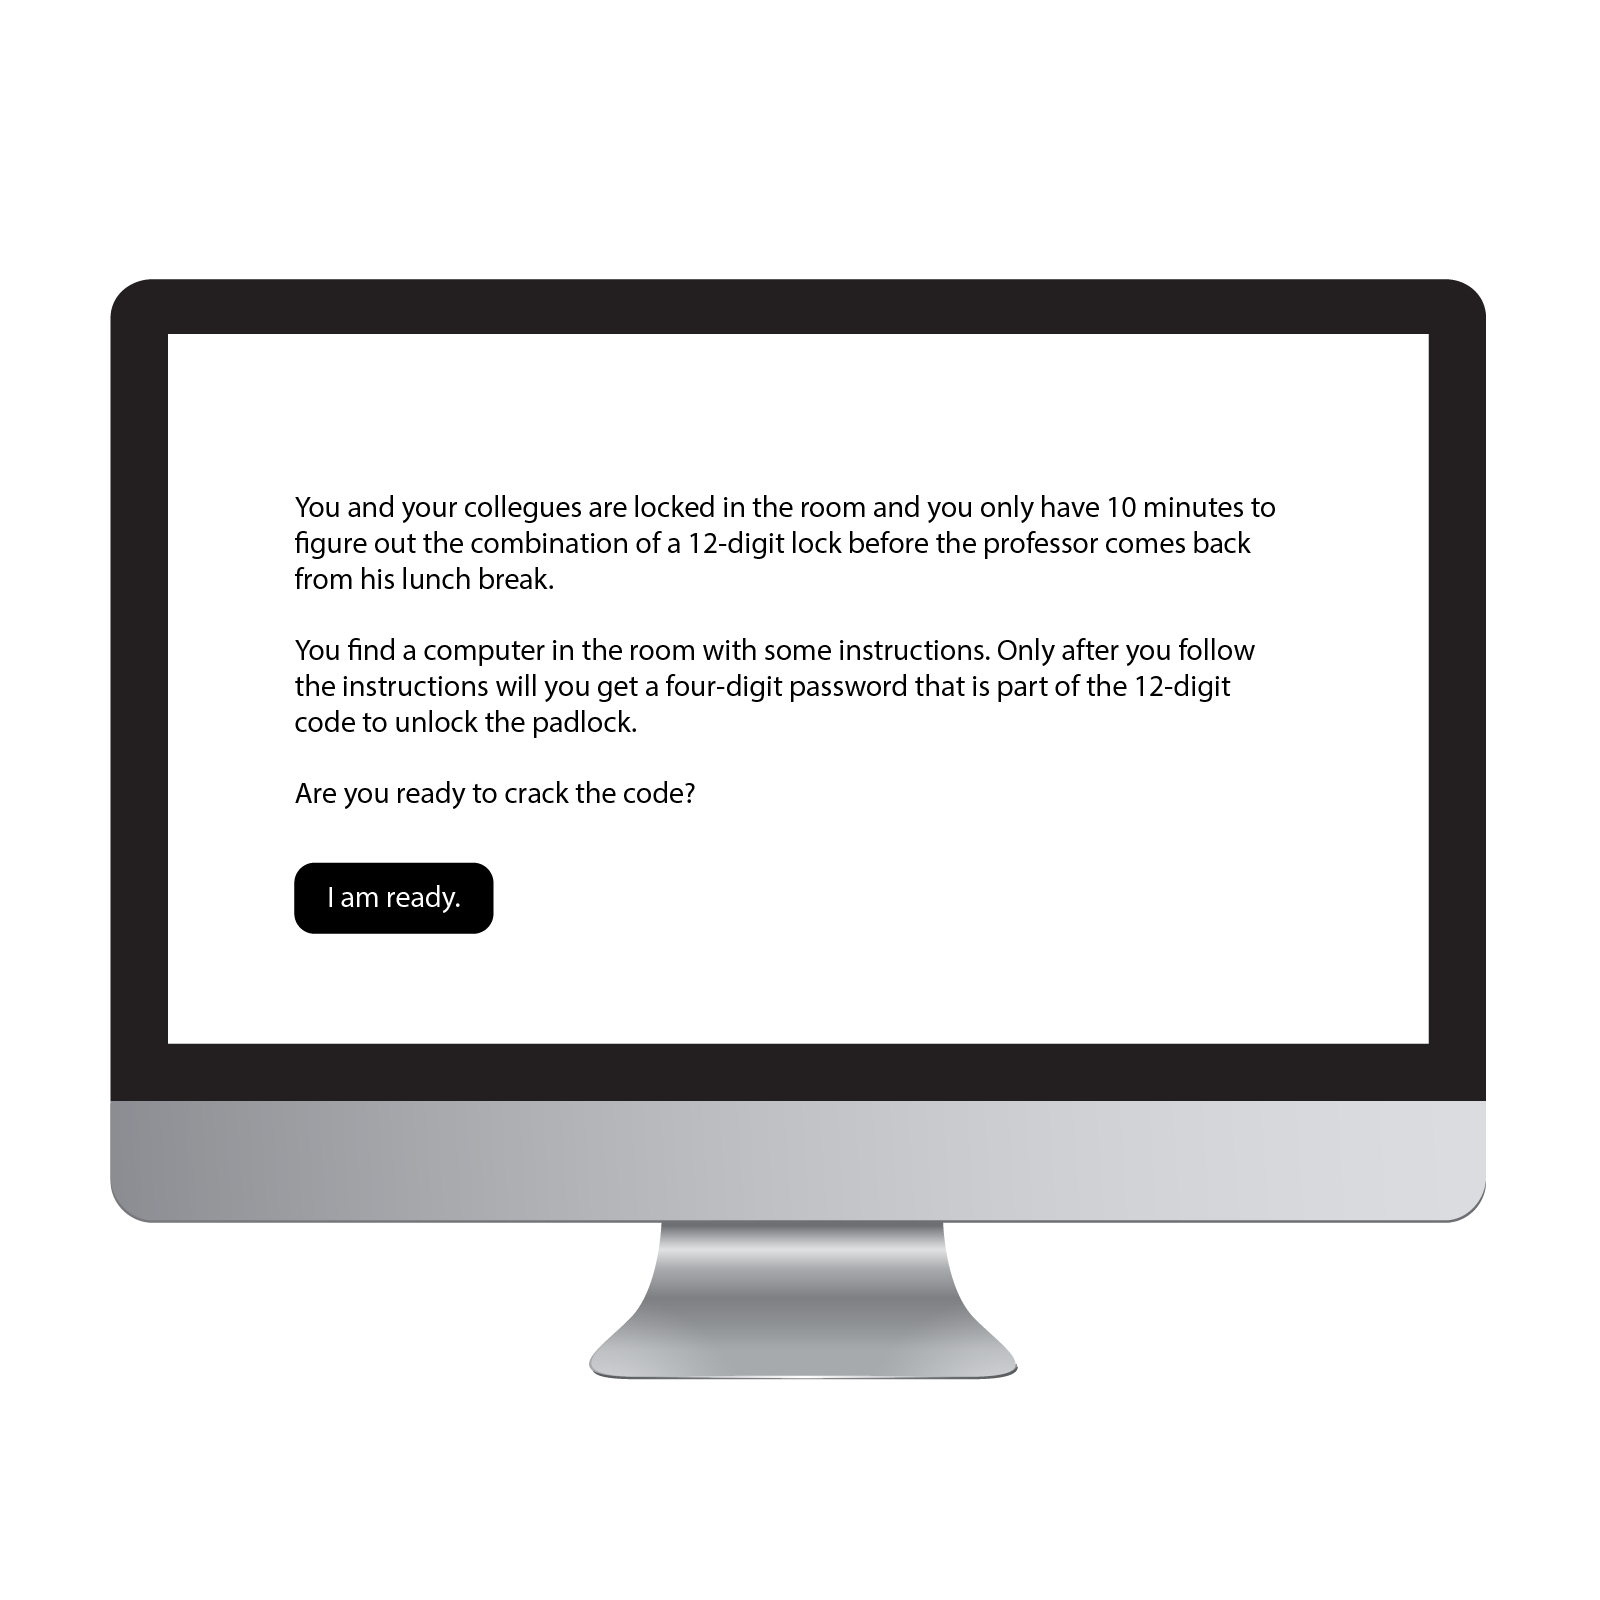 You and your collegues are locked in the room and you only have 10 minutes to
figure out the combination of a 12-digit lock before the professor comes back
from his lunch break.
You find a computer in the room with some instructions. Only after you follow
the instructions will you get a four-digit password that is part of the 12-digit
code to unlock the padlock.
Are you ready to crack the code?
I am ready.